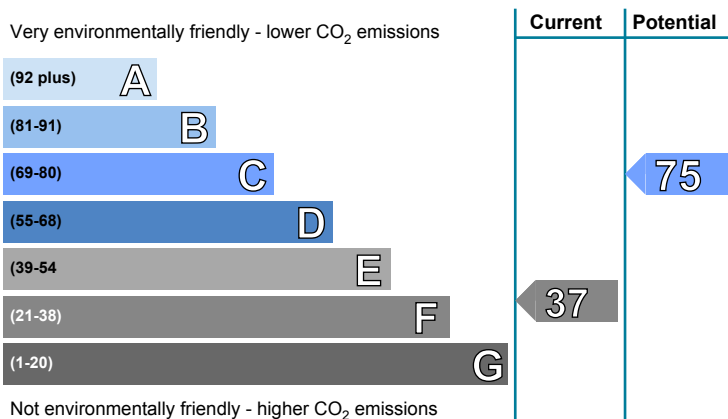 Current Potential
Very environmentally friendly - lower CO2 emissions
(92 plus) A
(81-91) B
(69-80) C
75
(55-68) D
(39-54 E
37
(21-38) F
(1-20) G
Not environmentally friendly - higher CO2 emissions